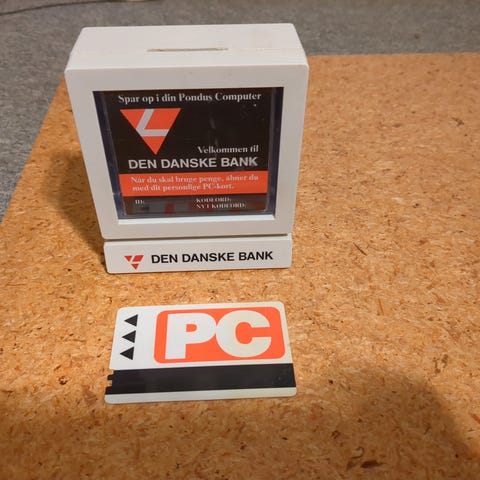 Spar op i din Pondus Computer
Velkommen til
DEN DANSKE BANK
Når du skal bruge penge, åbner du
med dit personlige PC-kort.
ID: KODEORD:
NYT KODEORD:
DEN DANSKE BANK
PC